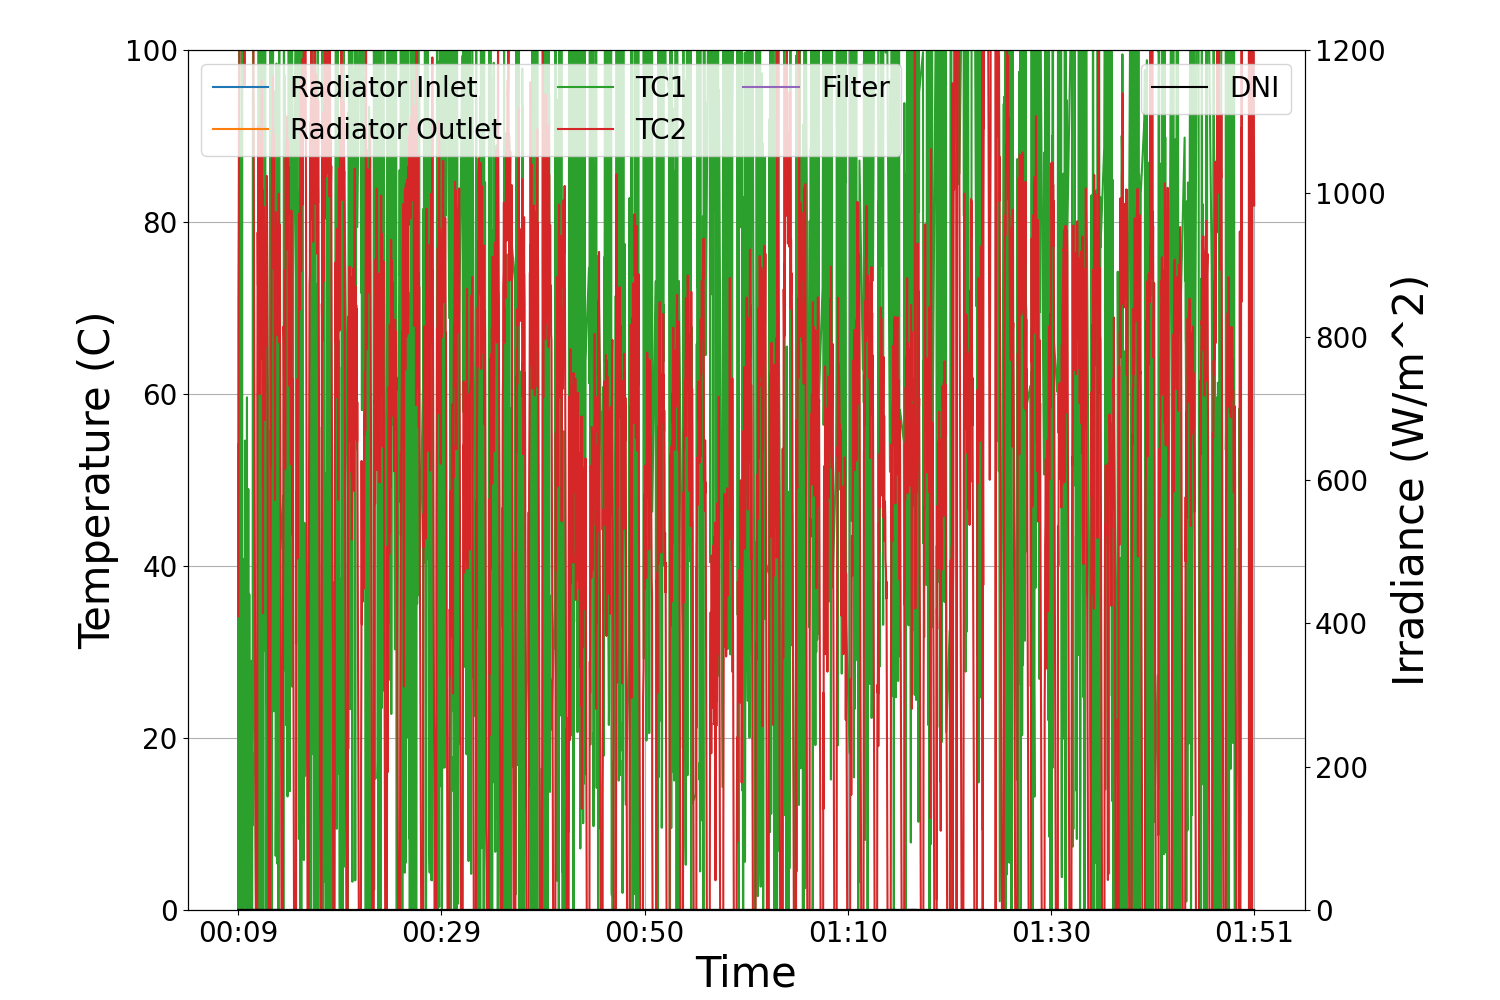 Radiator Inlet
Radiator Outlet
TC1
TC2
Filter
DNI
Temperature (C)
100
80
60
40
20
0
Irradiance (W/m^2)
1200
1000
800
600
400
200
0
00:09 00:29 00:50 01:10 01:30 01:51
Time